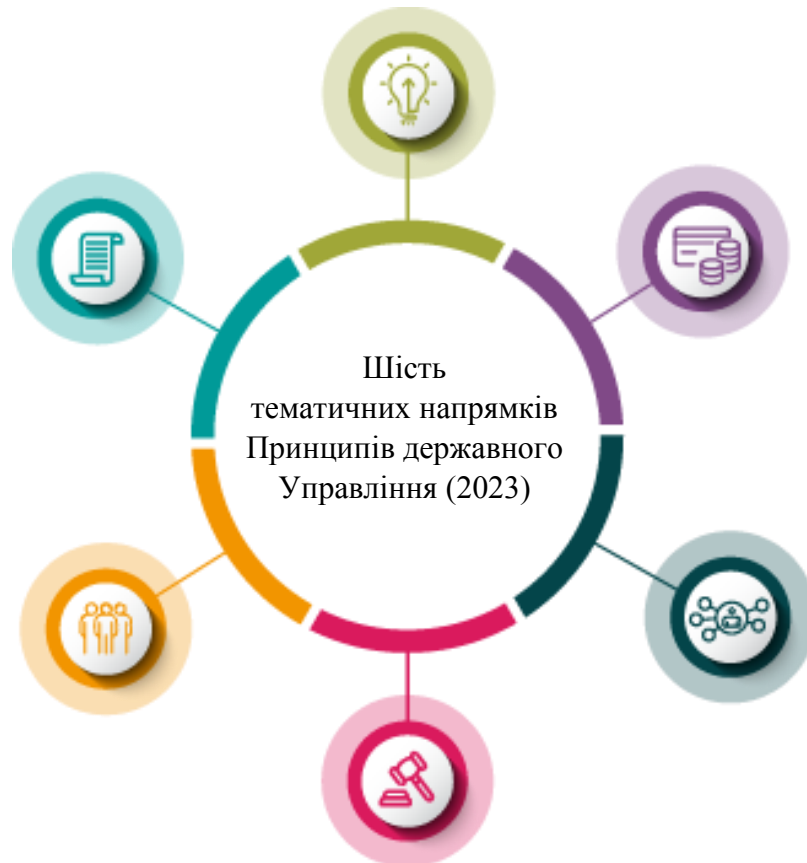 Шість
тематичних напрямків
Принципів державного
Управління (2023)